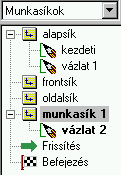 Munkasíkok
alapsík
kezdeti
vázlat 1
frontsík
oldalsík
munkasík 1
vázlat 2
Frissítés
Befejezés